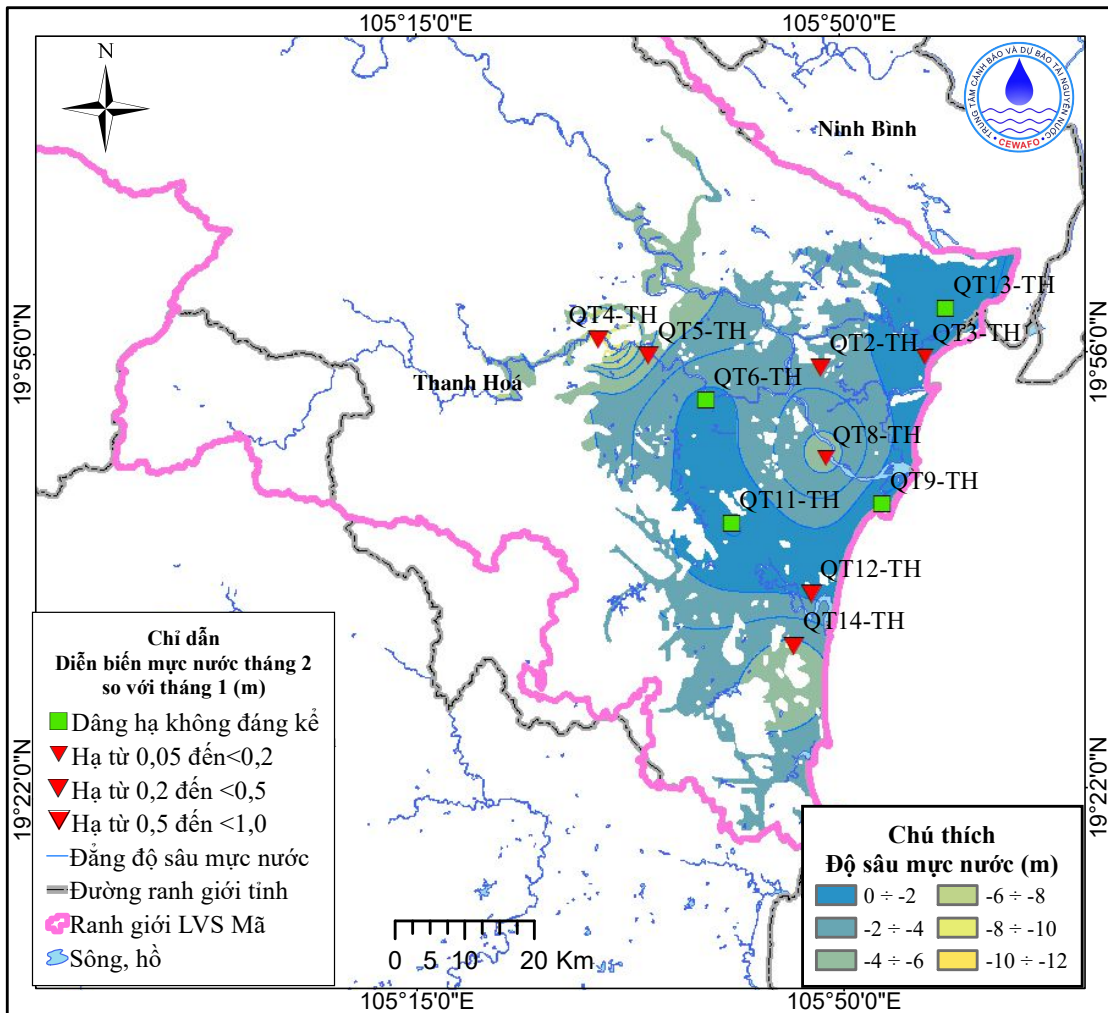 105°15'0"E
105°50'0"E
N
TRUNG TÂM CẢNH BÁO VÀ DỰ BÁO TÀI NGUYÊN NƯỚC
CEWAFO
Ninh Bình
QT13-TH
QT4-TH
QT3-TH
QT5-TH
QT2-TH
19°56'0"N
19°56'0"N
Thanh Hoá
QT6-TH
QT8-TH
QT9-TH
QT11-TH
QT12-TH
QT14-TH
19°22'0"N
19°22'0"N
Chỉ dẫn
Diễn biến mực nước tháng 2
so với tháng 1 (m)
Dâng hạ không đáng kể
Hạ từ 0,05 đến<0,2
Hạ từ 0,2 đến <0,5
Hạ từ 0,5 đến <1,0
Đẳng độ sâu mực nước
Đường ranh giới tỉnh
Ranh giới LVS Mã
Sông, hồ
0 5 10 20 Km
Chú thích
Độ sâu mực nước (m)
0 ÷ -2 -6 ÷ -8
-2 ÷ -4 -8 ÷ -10
-4 ÷ -6 -10 ÷ -12
105°15'0"E
105°50'0"E